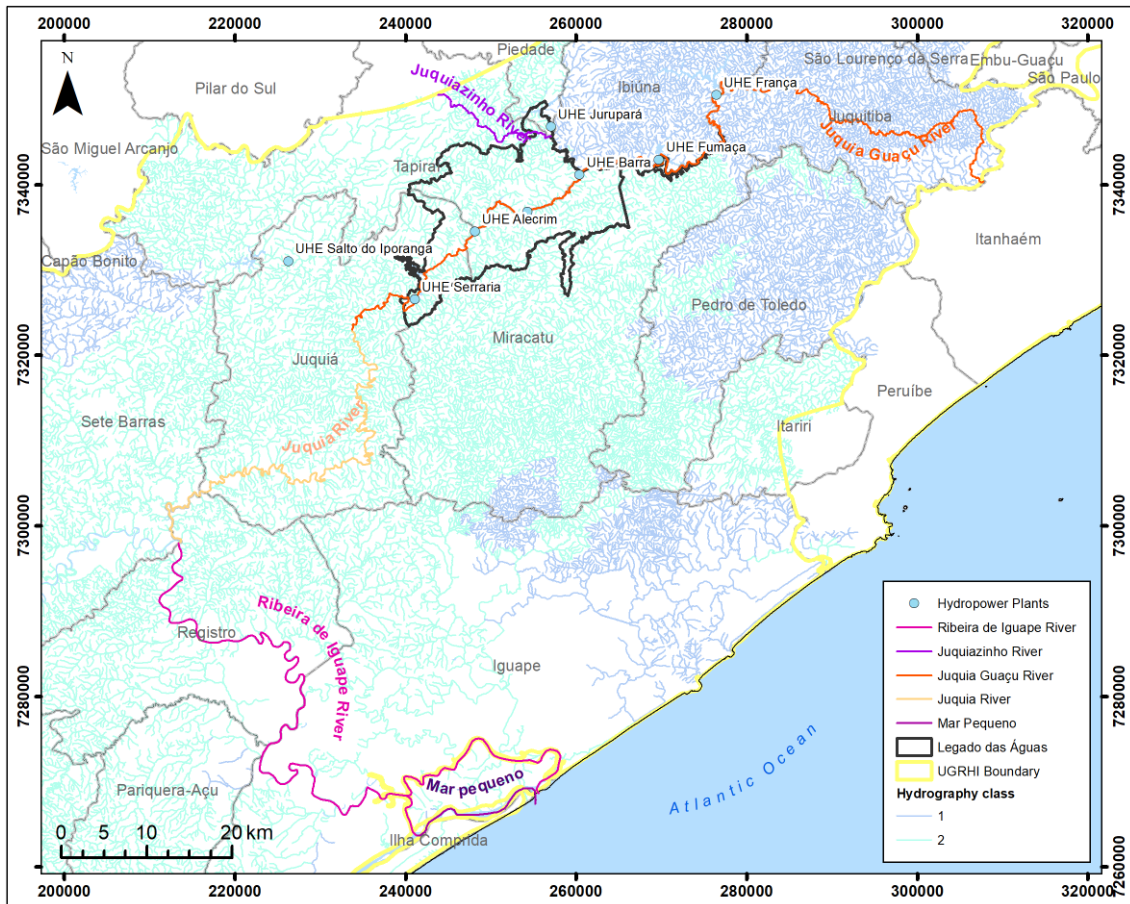 200000 220000 240000 260000 280000 300000 320000
N
Piedade
São Lourenço da Serra
Embu-Guaçu
São Paulo
Pilar do Sul
Ibiúna
UHE França
Juquiazinho River
UHE Jurupará
Juquitiba
Juquia Guaçu River
São Miguel Arcanjo
Tapiraí
UHE Barra
UHE Fumaça
7340000
7340000
UHE Alecrim
Itanhaém
Capão Bonito
UHE Salto do Iporanga
UHE Serraria
Pedro de Toledo
Miracatu
7320000
7320000
Juquiá
Peruíbe
Sete Barras
Juquia River
Itariri
7300000
7300000
Ribeira de Iguape River
Registro
Iguape
7280000
7280000
Pariquera-Açu
Mar pequeno
Atlantic Ocean
Ilha Comprida
0 5 10 20 km
7260000
Hydropower Plants
Ribeira de Iguape River
Juquiazinho River
Juquia Guaçu River
Juquia River
Mar Pequeno
Legado das Águas
UGRHI Boundary
Hydrography class
1
2
200000 220000 240000 260000 280000 300000 320000